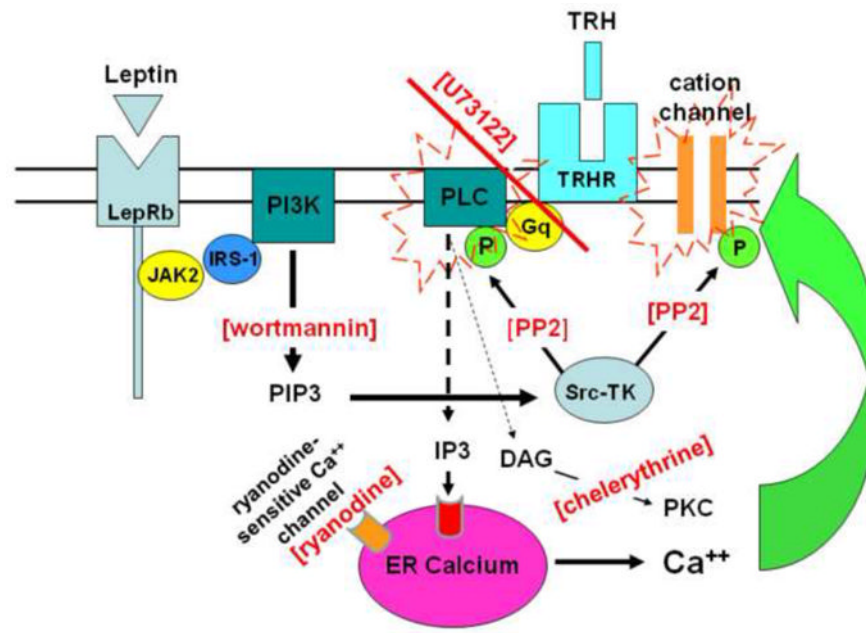 TRH
Leptin
cation
channel
[U73122]
LepRb
PI3K
PLC
TRHR
Gq
P
P
JAK2
IRS-1
[wortmannin]
[PP2]
[PP2]
PIP3
Src-TK
IP3
DAG
ryanodine-
sensitive Ca++
channel
[ryanodine]
[chelerythrine]
PKC
ER Calcium
Ca++